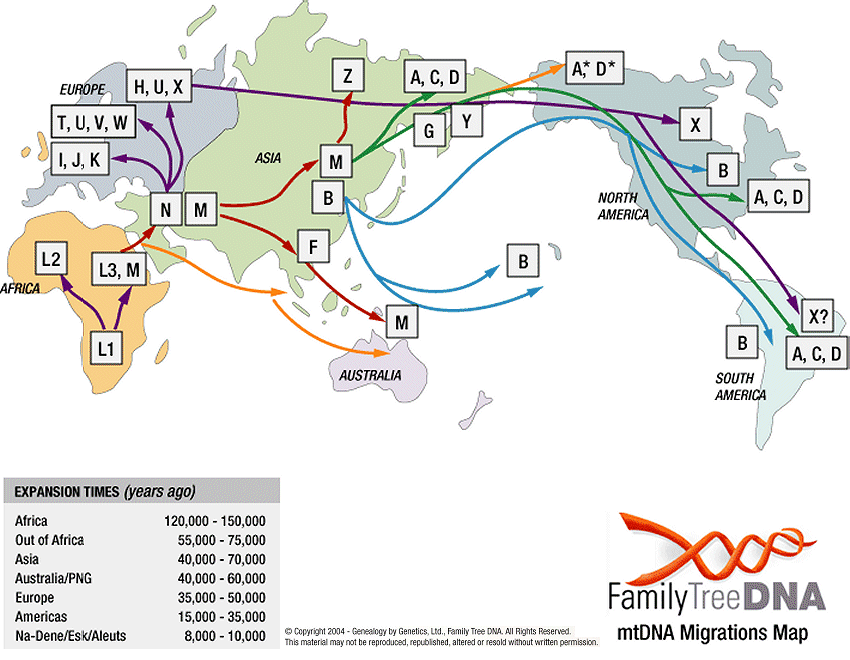 Z
A, C, D
A,* D*
EUROPE
H, U, X
T, U, V, W
I, J, K
G
Y
X
ASIA
M
B
B
NORTH
AMERICA
A, C, D
N
M
L2
L3, M
AFRICA
F
B
L1
M
X?
B
A, C, D
AUSTRALIA
SOUTH
AMERICA
EXPANSION TIMES (years ago)
Africa 120,000 - 150,000
Out of Africa 55,000 - 75,000
Asia 40,000 - 70,000
Australia/PNG 40,000 - 60,000
Europe 35,000 - 50,000
Americas 15,000 - 35,000
Na-Dene/Esk/Aleuts 8,000 - 10,000
FamilyTreeDNA
mtDNA Migrations Map
© Copyright 2004 - Genealogy by Genetics, Ltd., Family Tree DNA. All Rights Reserved.
This material may not be reproduced, republished, altered or resold without written permission.